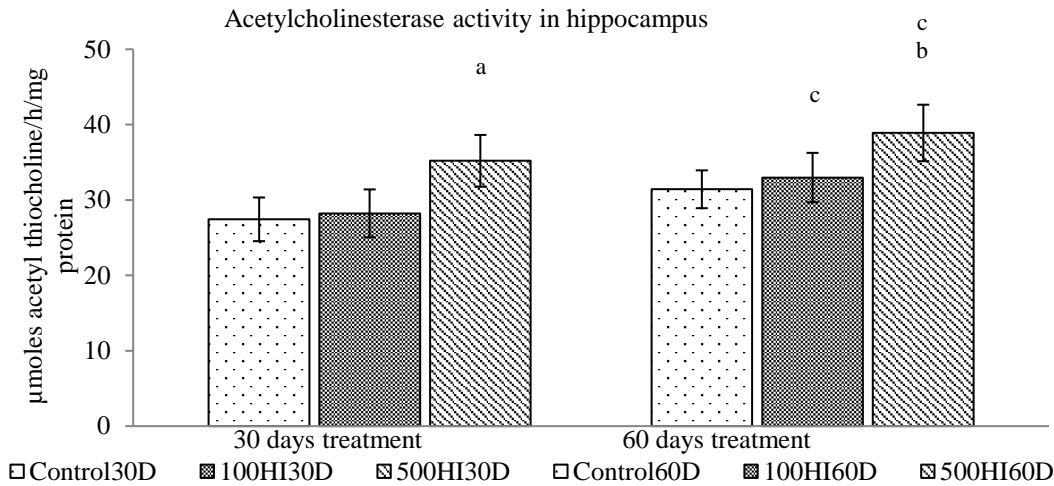 Acetylcholinesterase activity in hippocampus
µmoles acetyl thiocholine/h/mg
protein
50
40
30
20
10
0
a
c
c
b
30 days treatment
60 days treatment
Control30D
100HI30D
500HI30D
Control60D
100HI60D
500HI60D